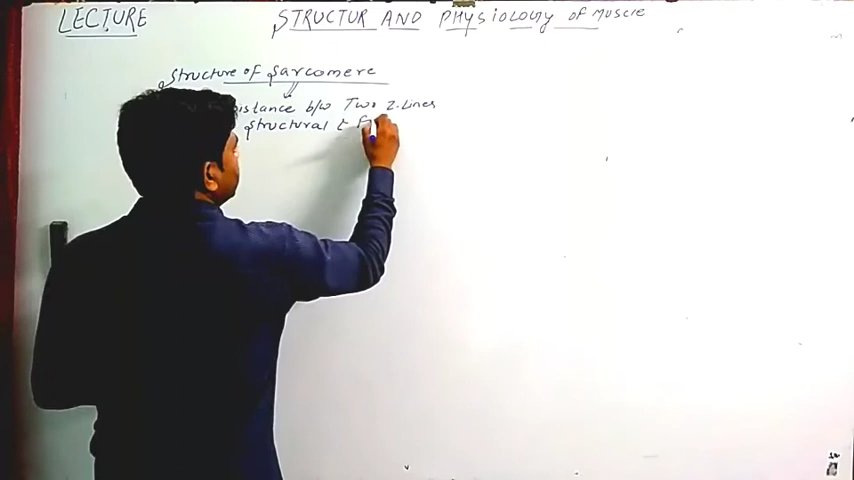 LECTURE STRUCTUR AND PHYSIOLOGY of MUSCLE
Structure of Sarcomere
istance b/w Two Z-Lines
Structural & F